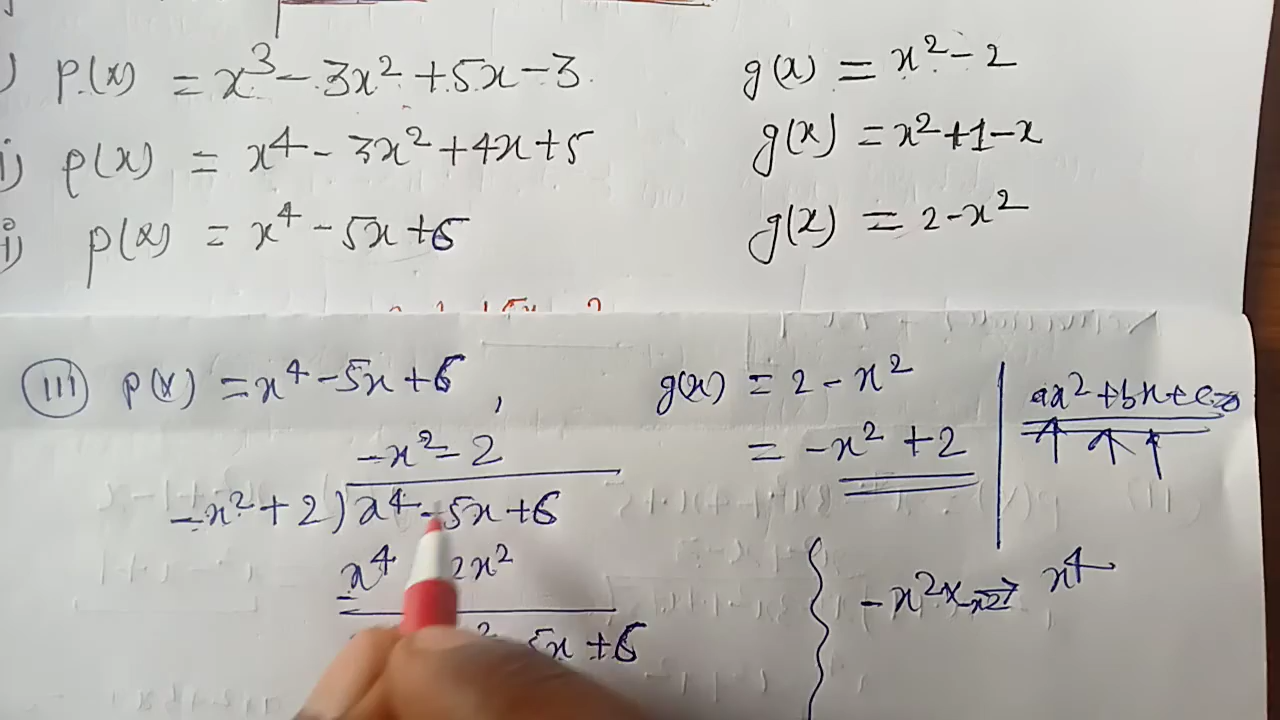 ) p(x) = x³ - 3x² + 5x - 3 g(x) = x² - 2
i) p(x) = x⁴ - 3x² + 4x + 5 g(x) = x² + 1 - x
i) p(x) = x⁴ - 5x + 6 g(x) = 2 - x²
(iii) p(x) = x⁴ - 5x + 6 , g(x) = 2 - x²
= -x² + 2
ax² + bx + c = 0
-x² - 2
-x² + 2 ) x⁴ - 5x + 6
x⁴ 2x²
5x + 6
-x² × -x² ⇒ x⁴